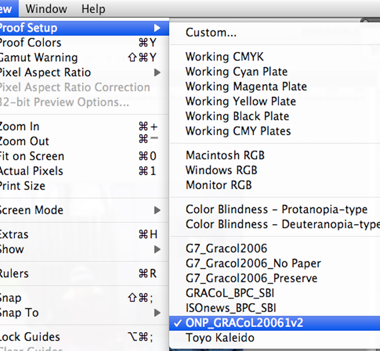 ew Window Help
Proof Setup
Proof Colors ⌘Y
Gamut Warning ⇧⌘Y
Pixel Aspect Ratio
Pixel Aspect Ratio Correction
32-bit Preview Options...
Zoom In ⌘+
Zoom Out ⌘−
Fit on Screen ⌘0
Actual Pixels ⌘1
Print Size
Screen Mode
Extras ⌘H
Show
Rulers ⌘R
Snap ⇧⌘;
Snap To
Lock Guides ⌥⌘;
Clear Guides
Custom...
Working CMYK
Working Cyan Plate
Working Magenta Plate
Working Yellow Plate
Working Black Plate
Working CMY Plates
Macintosh RGB
Windows RGB
Monitor RGB
Color Blindness - Protanopia-type
Color Blindness - Deuteranopia-type
G7_Gracol2006
G7_Gracol2006_No Paper
G7_Gracol2006_Preserve
GRACoL_BPC_SBI
ISOnews_BPC_SBI
✓ ONP_GRACoL20061v2
Toyo Kaleido